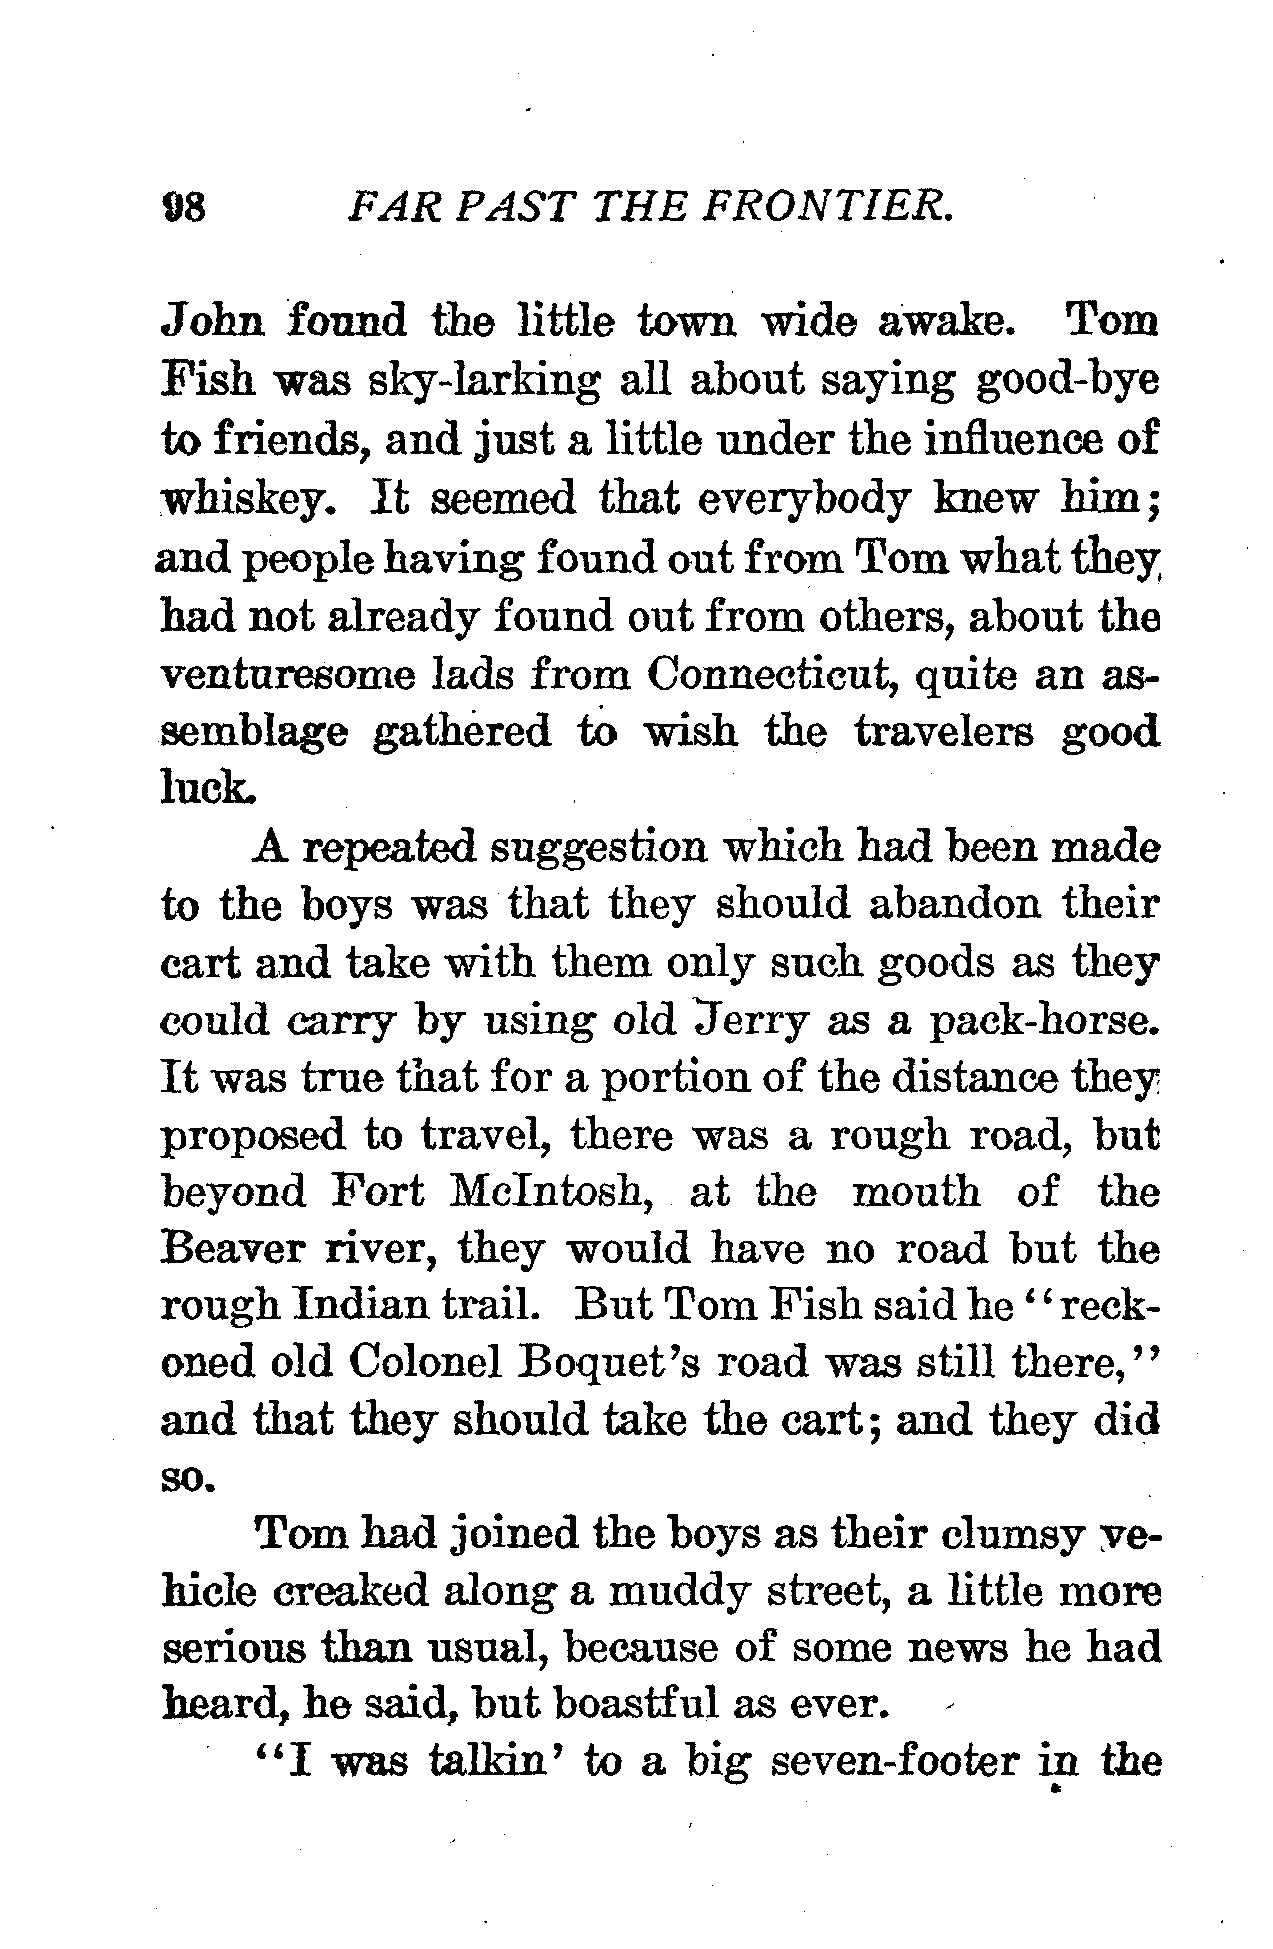 98 FAR PAST THE FRONTIER.
John found the little town wide awake. Tom
Fish was sky-larking all about saying good-bye
to friends, and just a little under the influence of
whiskey. It seemed that everybody knew him;
and people having found out from Tom what they
had not already found out from others, about the
venturesome lads from Connecticut, quite an as-
semblage gathered to wish the travelers good
luck.
A repeated suggestion which had been made
to the boys was that they should abandon their
cart and take with them only such goods as they
could carry by using old Jerry as a pack-horse.
It was true that for a portion of the distance they
proposed to travel, there was a rough road, but
beyond Fort McIntosh, at the mouth of the
Beaver river, they would have no road but the
rough Indian trail. But Tom Fish said he "reck-
oned old Colonel Boquet's road was still there,"
and that they should take the cart; and they did
so.
Tom had joined the boys as their clumsy ve-
hicle creaked along a muddy street, a little more
serious than usual, because of some news he had
heard, he said, but boastful as ever.
"I was talkin' to a big seven-footer in the